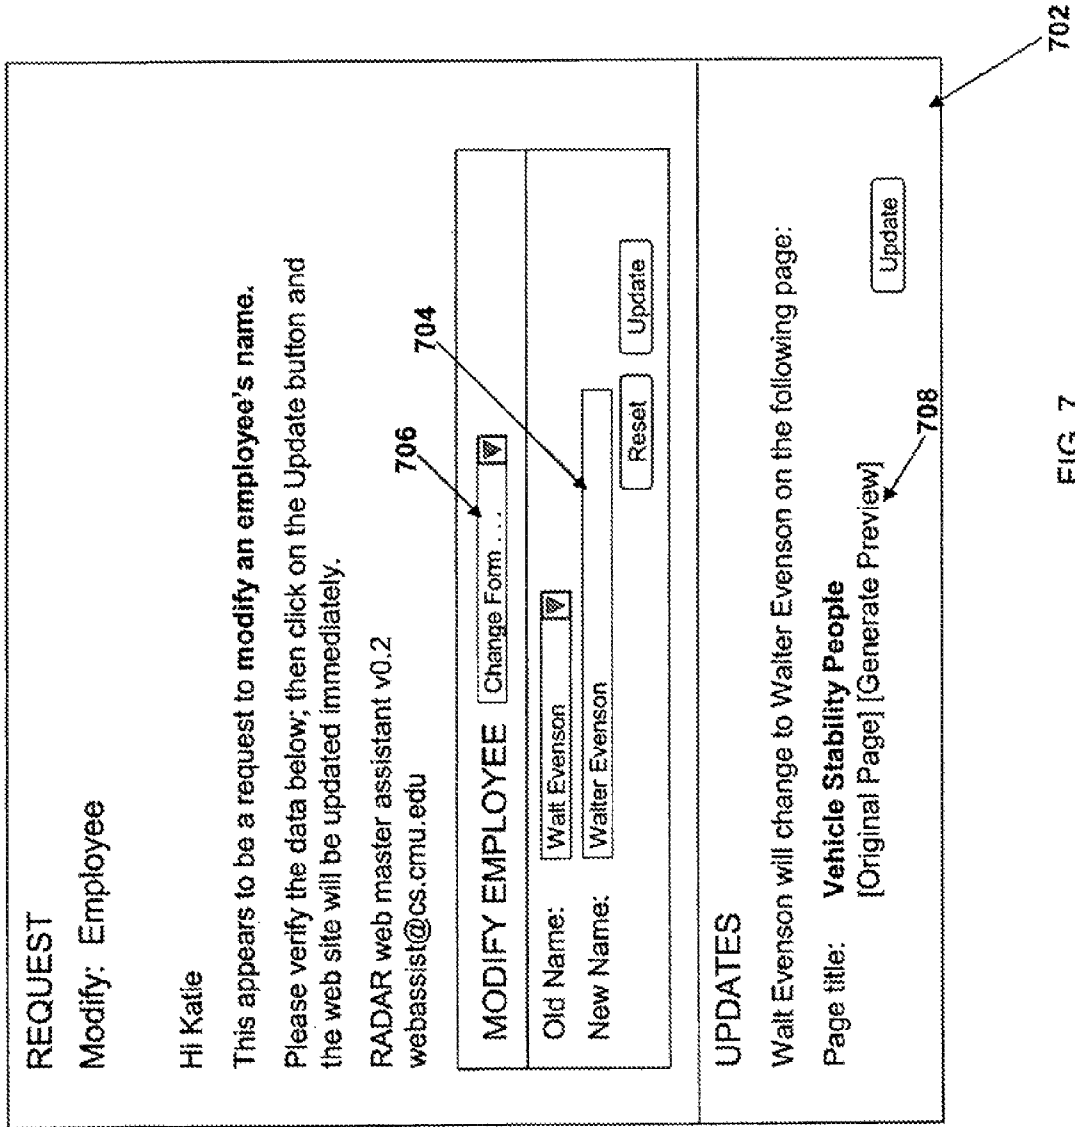 REQUEST
Modify: Employee
Hi Katie
This appears to be a request to modify an employee's name.
Please verify the data below; then click on the Update button and
the web site will be updated immediately.
RADAR web master assistant v0.2
webassist@cs.cmu.edu
706
704
MODIFY EMPLOYEE Change Form . . .
Old Name: Walt Evenson
New Name: Walter Evenson
Reset Update
UPDATES
Walt Evenson will change to Walter Evenson on the following page:
Page title: Vehicle Stability People
[Original Page] [Generate Preview]
Update
708
702
FIG. 7